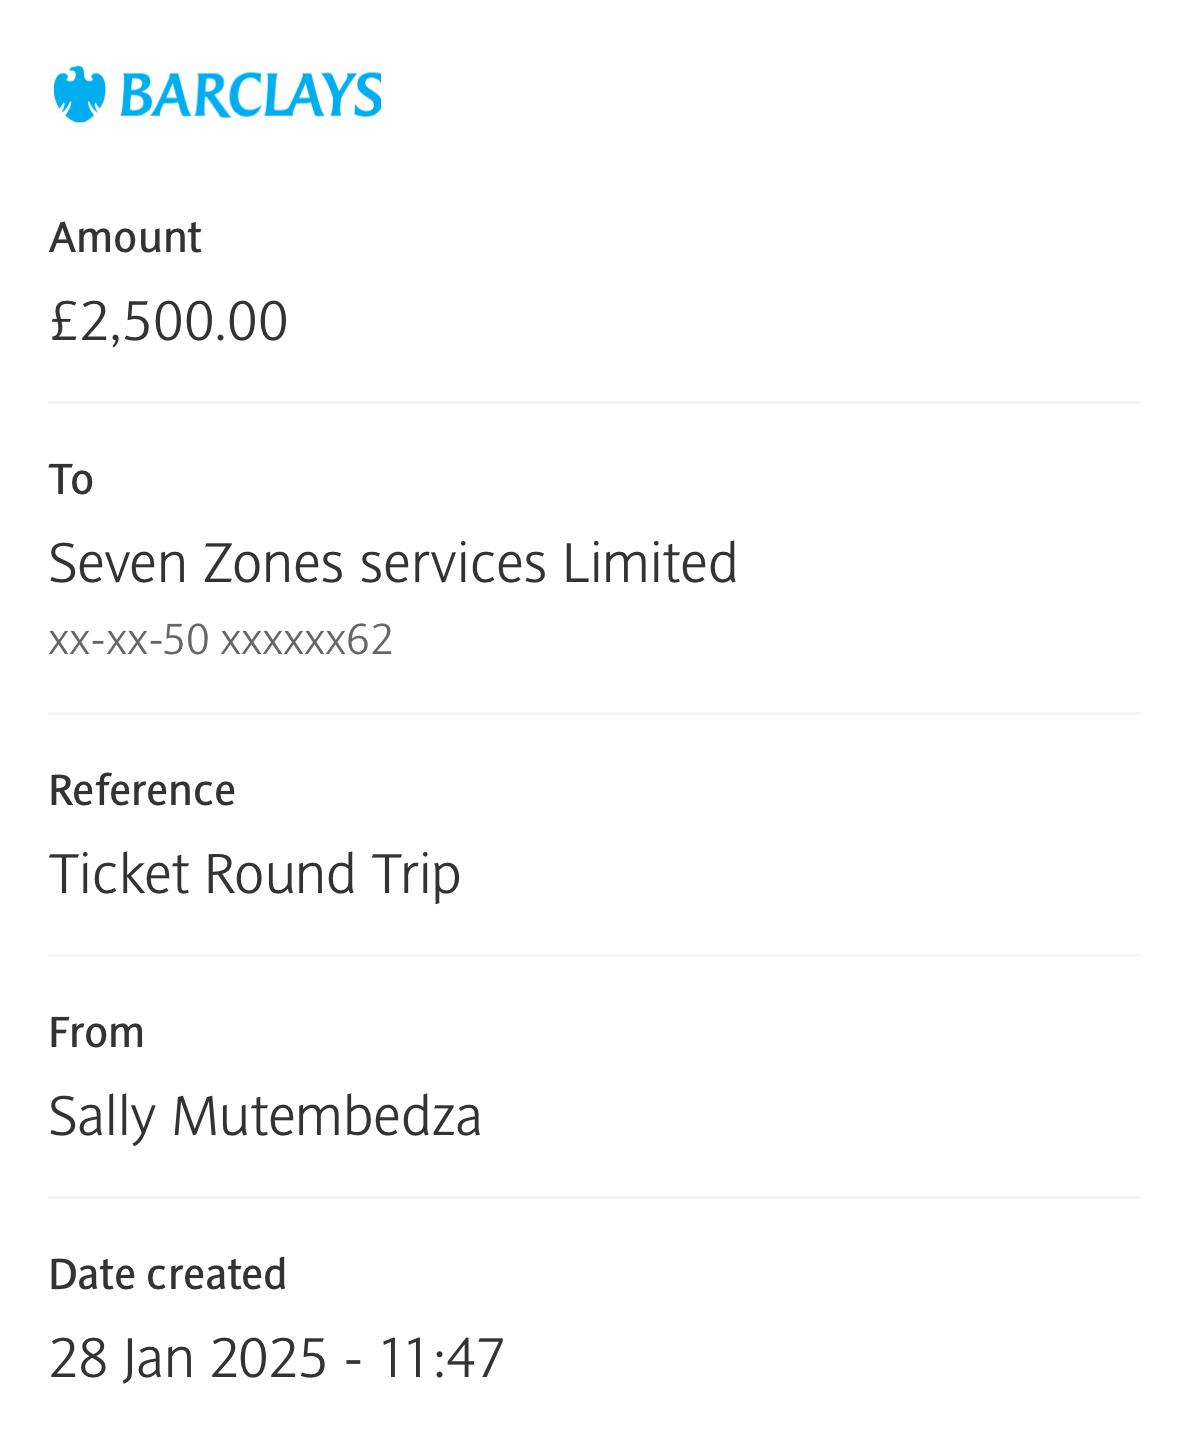 BARCLAYS
Amount
£2,500.00
To
Seven Zones services Limited
xx-xx-50 xxxxxx62
Reference
Ticket Round Trip
From
Sally Mutembedza
Date created
28 Jan 2025 - 11:47